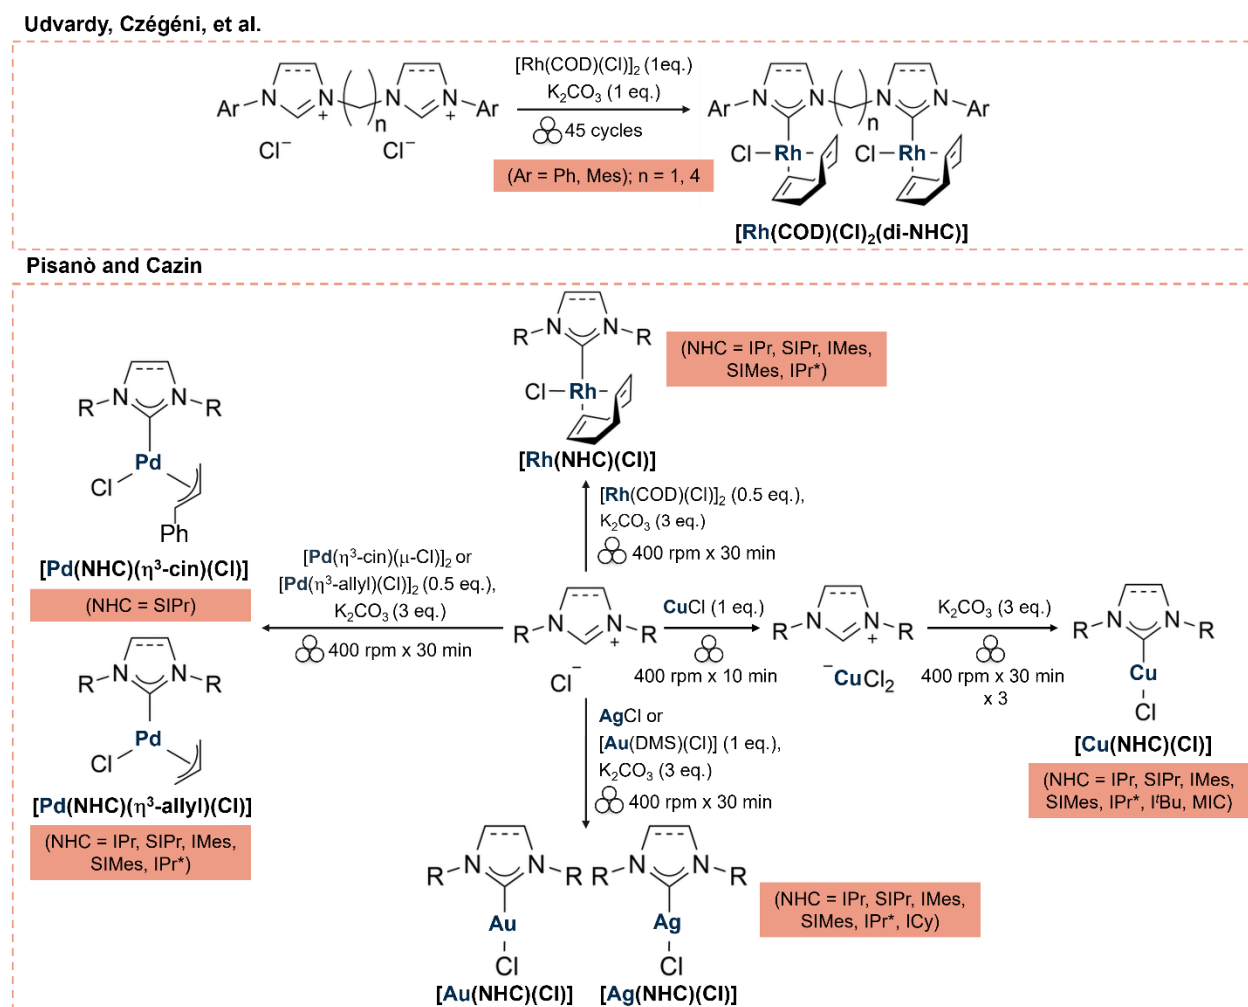 Udvardy, Czégéni, et al.
Ar
N
N
+
( )
n
N
N
+
Ar
Cl⁻
Cl⁻
[Rh(COD)(Cl)]₂ (1eq.)
K₂CO₃ (1 eq.)
45 cycles
(Ar = Ph, Mes); n = 1, 4
Ar
N
N
( )
n
N
N
Ar
Cl
Rh
Cl
Rh
[Rh(COD)(Cl)₂(di-NHC)]
Pisanò and Cazin
R
N
N
R
Cl
Rh
[Rh(NHC)(Cl)]
(NHC = IPr, SIPr, IMes,
SIMes, IPr*)
[Rh(COD)(Cl)]₂ (0.5 eq.),
K₂CO₃ (3 eq.)
400 rpm x 30 min
R
N
N
R
Pd
Cl
Ph
[Pd(NHC)(η³-cin)(Cl)]
(NHC = SIPr)
R
N
N
R
Pd
Cl
[Pd(NHC)(η³-allyl)(Cl)]
(NHC = IPr, SIPr, IMes,
SIMes, IPr*)
[Pd(η³-cin)(μ-Cl)]₂ or
[Pd(η³-allyl)(Cl)]₂ (0.5 eq.),
K₂CO₃ (3 eq.)
400 rpm x 30 min
R
N
N
+
R
Cl⁻
CuCl (1 eq.)
400 rpm x 10 min
R
N
N
+
R
⁻CuCl₂
K₂CO₃ (3 eq.)
400 rpm x 30 min
x 3
R
N
N
R
Cu
Cl
[Cu(NHC)(Cl)]
(NHC = IPr, SIPr, IMes,
SIMes, IPr*, IᵗBu, MIC)
AgCl or
[Au(DMS)(Cl)] (1 eq.),
K₂CO₃ (3 eq.)
400 rpm x 30 min
R
N
N
R
Au
Cl
[Au(NHC)(Cl)]
R
N
N
R
Ag
Cl
[Ag(NHC)(Cl)]
(NHC = IPr, SIPr, IMes,
SIMes, IPr*, ICy)